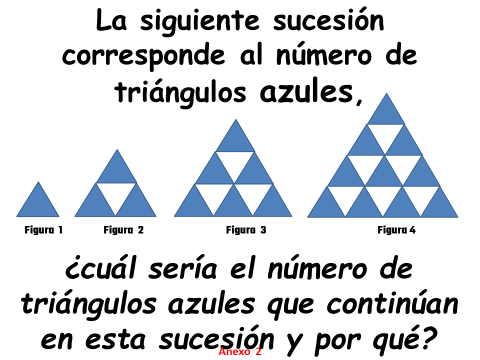 La siguiente sucesión
corresponde al número de
triángulos azules,
Figura 1
Figura 2
Figura 3
Figura 4
¿cuál sería el número de
triángulos azules que continúan
en esta sucesión y por qué?
Anexo 2